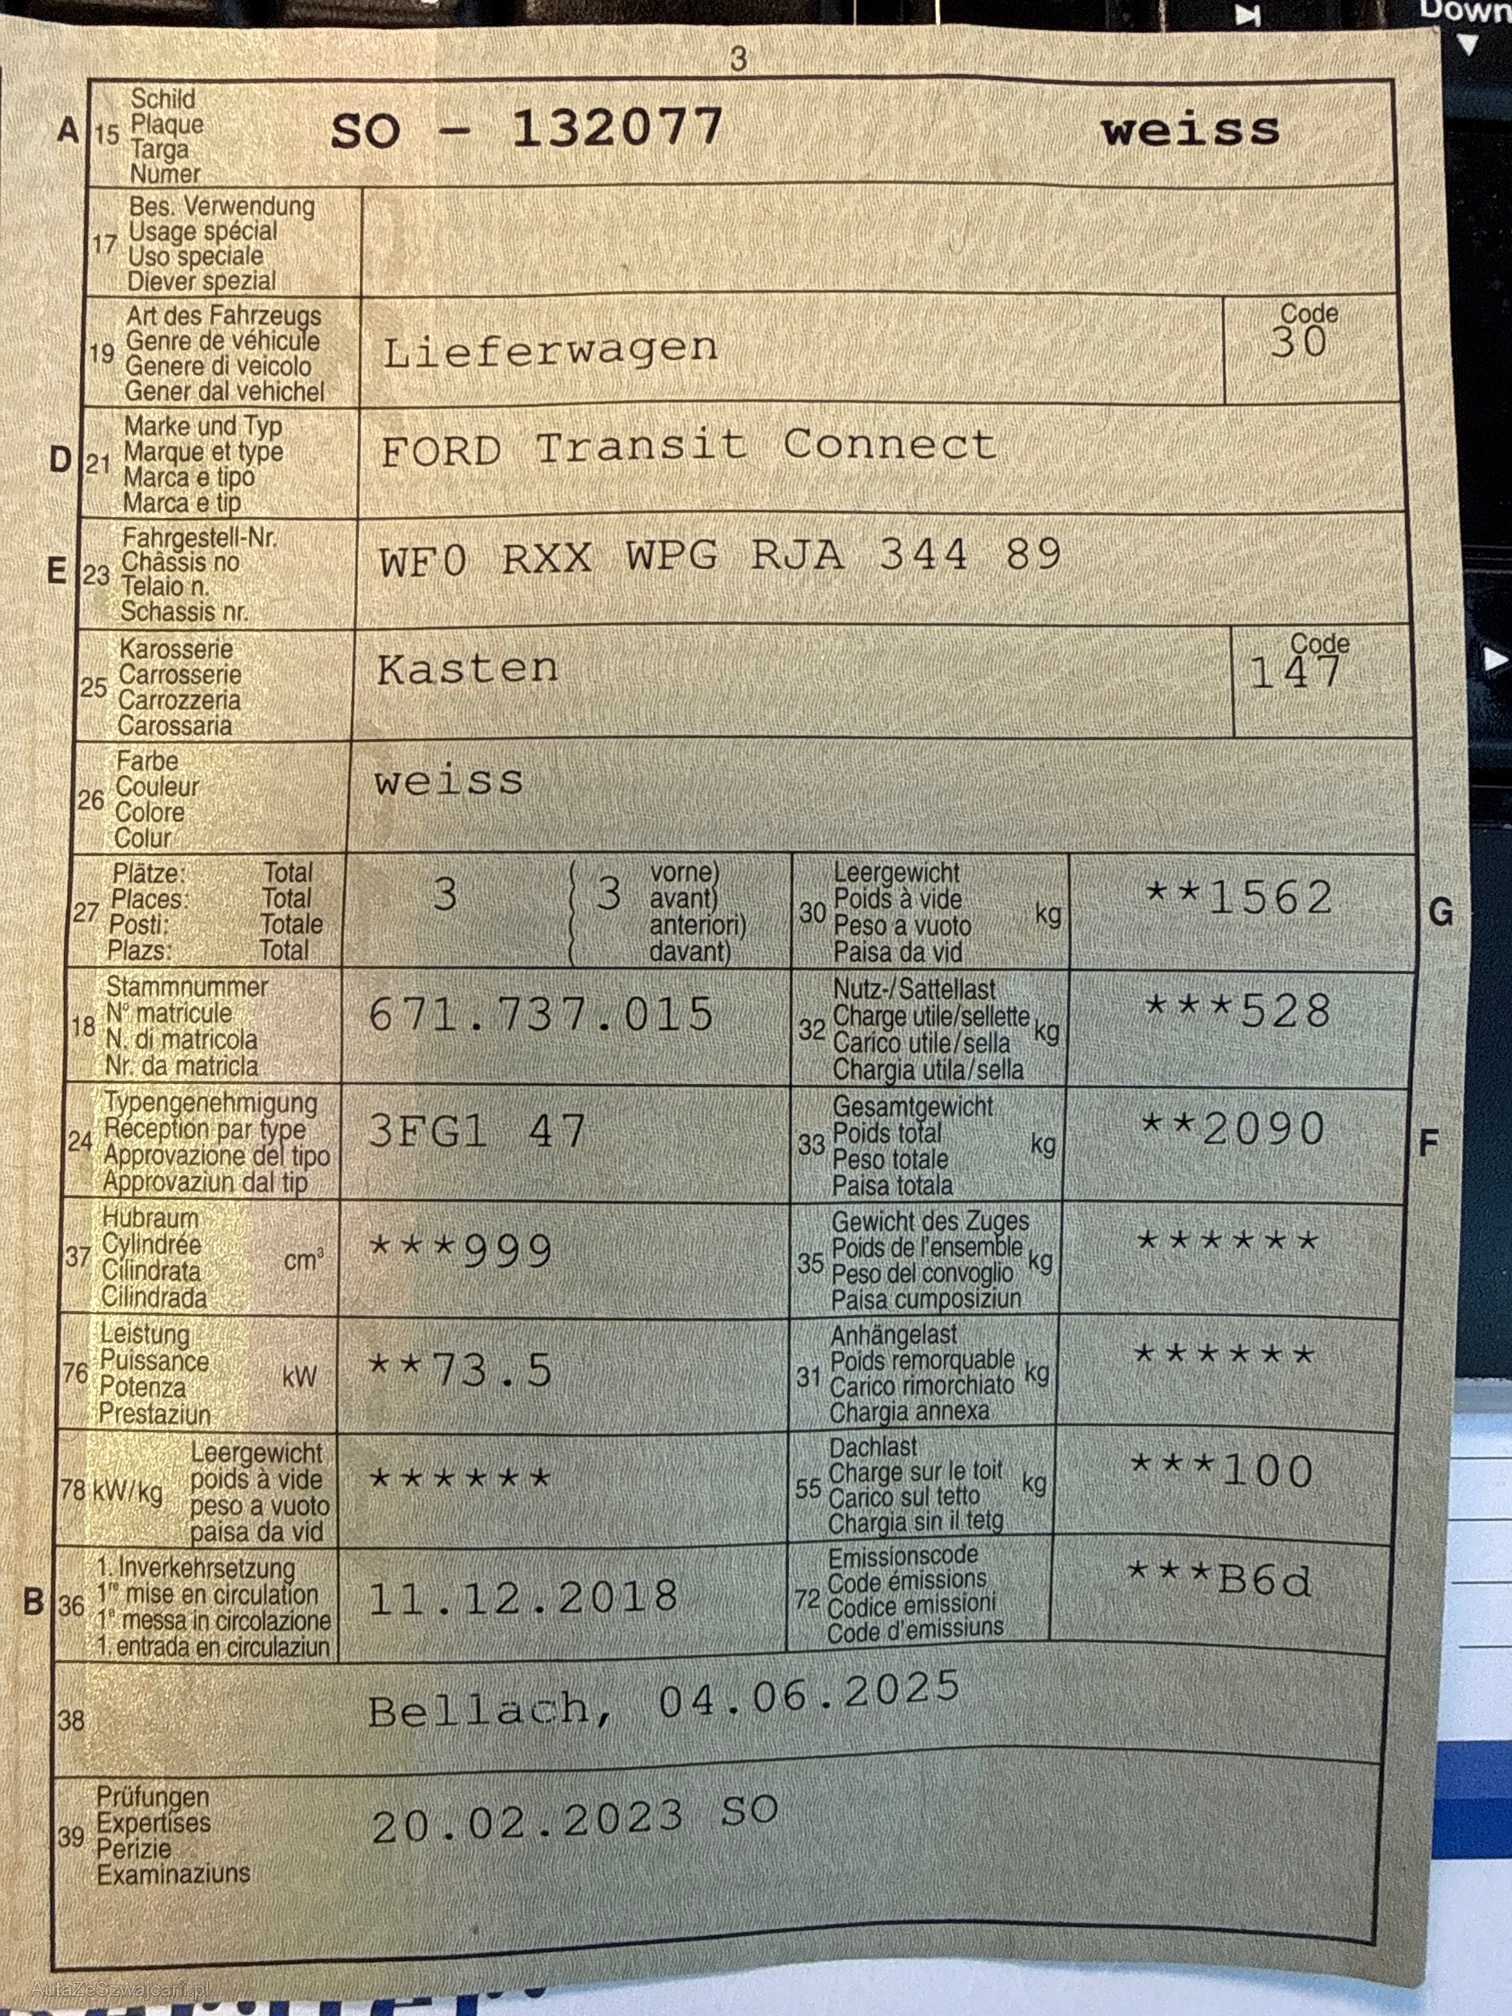 Down
3
A 15 Schild
Plaque
Targa
Numer
SO - 132077 weiss
17 Bes. Verwendung
Usage spécial
Uso speciale
Diever spezial
19 Art des Fahrzeugs
Genre de véhicule
Genere di veicolo
Gener dal vehichel
Lieferwagen
Code
30
D 21 Marke und Typ
Marque et type
Marca e tipo
Marca e tip
FORD Transit Connect
E 23 Fahrgestell-Nr.
Châssis no
Telaio n.
Schassis nr.
WF0 RXX WPG RJA 344 89
25 Karosserie
Carrosserie
Carrozzeria
Carossaria
Kasten
Code
147
26 Farbe
Couleur
Colore
Colur
weiss
27 Plätze: Total
Places: Total
Posti: Totale
Plazs: Total
3 ( 3 vorne)
avant)
anteriori)
davant)
30 Leergewicht
Poids à vide
Peso a vuoto
Paisa da vid
kg **1562 G
18 Stammnummer
N° matricule
N. di matricola
Nr. da matricla
671.737.015
32 Nutz-/Sattellast
Charge utile/sellette
Carico utile/sella
Chargia utila/sella
kg ***528
24 Typengenehmigung
Réception par type
Approvazione del tipo
Approvaziun dal tip
3FG1 47
33 Gesamtgewicht
Poids total
Peso totale
Paisa totala
kg **2090 F
37 Hubraum
Cylindrée
Cilindrata
Cilindrada
cm³ ***999
35 Gewicht des Zuges
Poids de l'ensemble
Peso del convoglio
Paisa cumposiziun
kg ******
76 Leistung
Puissance
Potenza
Prestaziun
kW **73.5
31 Anhängelast
Poids remorquable
Carico rimorchiato
Chargia annexa
kg ******
78 kW/kg Leergewicht
poids à vide
peso a vuoto
paisa da vid
******
55 Dachlast
Charge sur le toit
Carico sul tetto
Chargia sin il tetg
kg ***100
B 36 1. Inverkehrsetzung
1re mise en circulation
1e messa in circolazione
1. entrada en circulaziun
11.12.2018
72 Emissionscode
Code émissions
Codice emissioni
Code d'emissiuns
***B6d
38 Bellach, 04.06.2025
39 Prüfungen
Expertises
Perizie
Examinaziuns
20.02.2023 SO
AutaZeSzwajcarii.pl